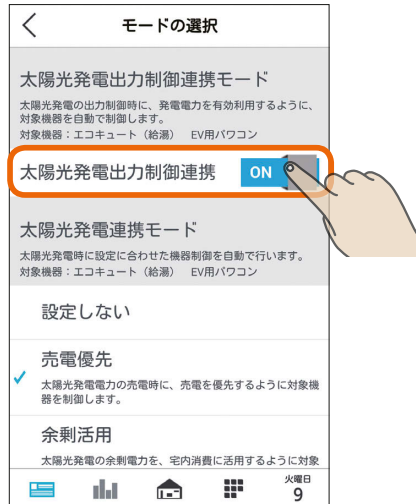 モードの選択
太陽光発電出力制御連携モード
太陽光発電の出力制御時に、発電電力を有効利用するように、
対象機器を自動で制御します。
対象機器：エコキュート（給湯）　EV用パワコン
太陽光発電出力制御連携
ON
太陽光発電連携モード
太陽光発電時に設定に合わせた機器制御を自動で行います。
対象機器：エコキュート（給湯）　EV用パワコン
設定しない
売電優先
太陽光発電電力の売電時に、売電を優先するように対象機
器を制御します。
余剰活用
太陽光発電の余剰電力を、宅内消費に活用するように対象
火曜日
9